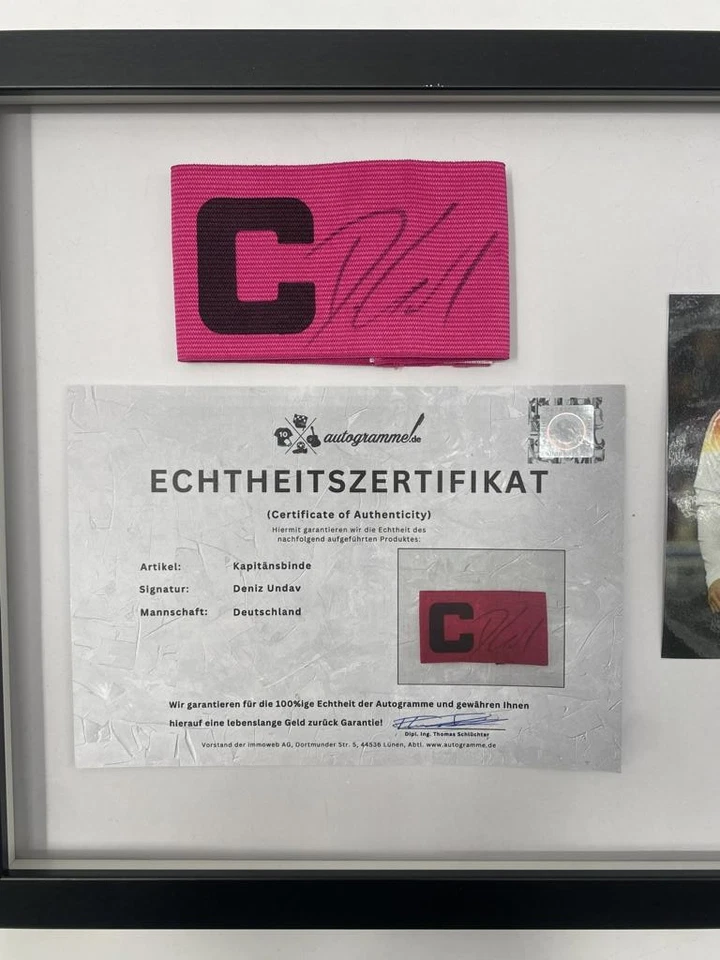 C
autogramme.de
ECHTHEITSZERTIFIKAT
(Certificate of Authenticity)
Hiermit garantieren wir die Echtheit des
nachfolgend aufgeführten Produktes:
Artikel: Kapitänsbinde
Signatur: Deniz Undav
Mannschaft: Deutschland
C
Wir garantieren für die 100%ige Echtheit der Autogramme und gewähren Ihnen
hierauf eine lebenslange Geld zurück Garantie!
Dipl. Ing. Thomas Schlüchter
Vorstand der immoweb AG, Dortmunder Str. 5, 44536 Lünen, Abtl. www.autogramme.de